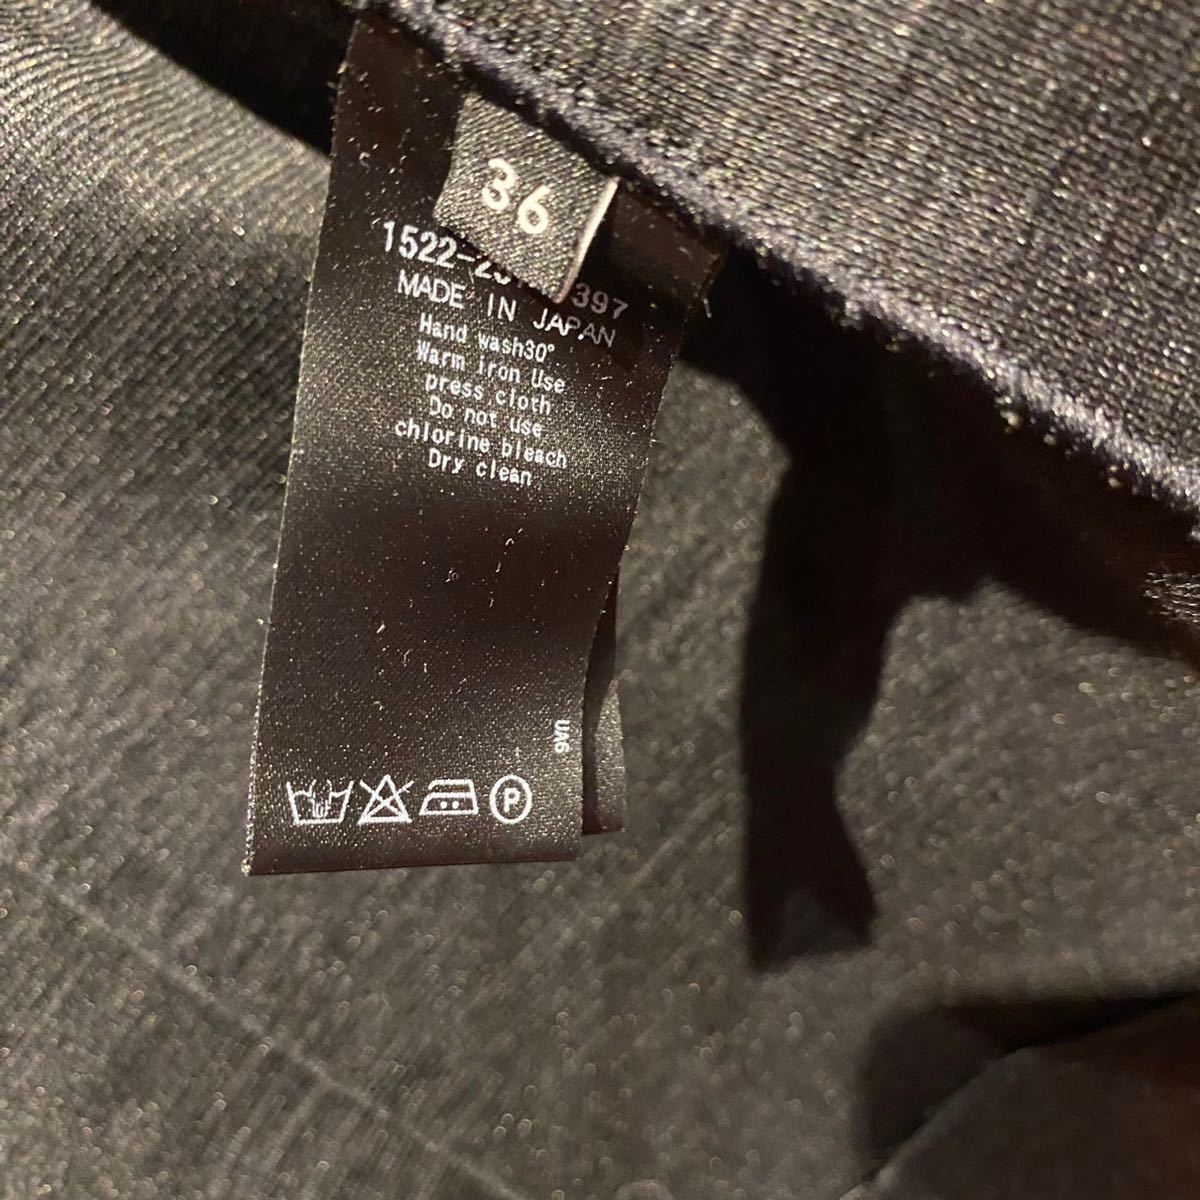 36
1522-
397
MADE IN JAPAN
Hand wash30°
Warm iron Use
press cloth
Do not use
chlorine bleach
Dry clean
P